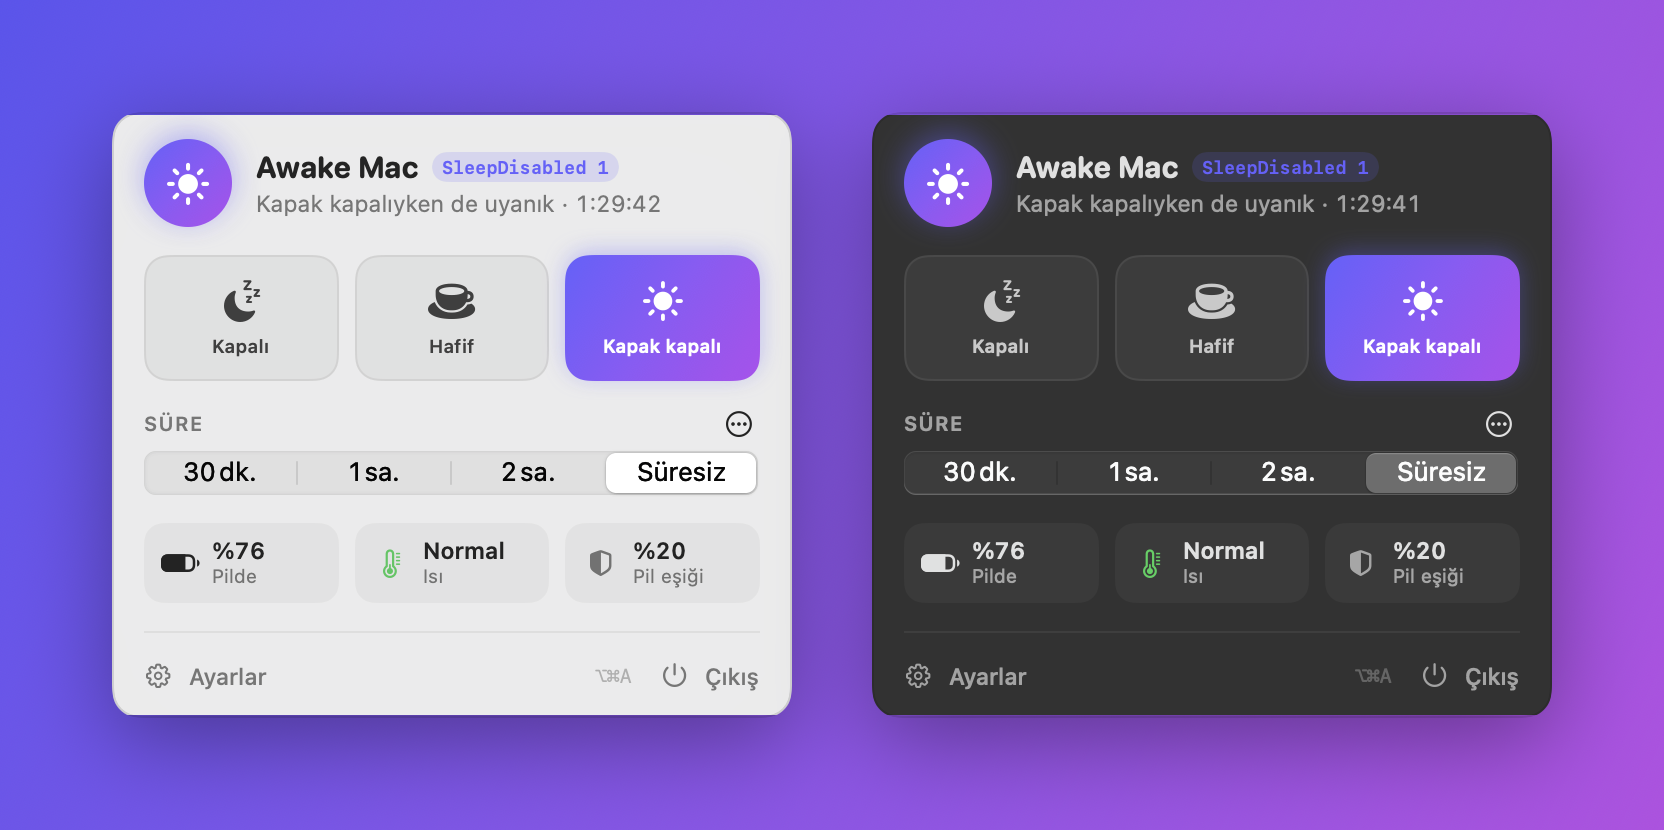 Awake Mac SleepDisabled 1
Kapak kapalıyken de uyanık · 1:29:42
Kapalı
Hafif
Kapak kapalı
SÜRE
30 dk.
1 sa.
2 sa.
Süresiz
%76
Pilde
Normal
Isı
%20
Pil eşiği
Ayarlar
⌥⌘A
Çıkış
Awake Mac SleepDisabled 1
Kapak kapalıyken de uyanık · 1:29:41
Kapalı
Hafif
Kapak kapalı
SÜRE
30 dk.
1 sa.
2 sa.
Süresiz
%76
Pilde
Normal
Isı
%20
Pil eşiği
Ayarlar
⌥⌘A
Çıkış